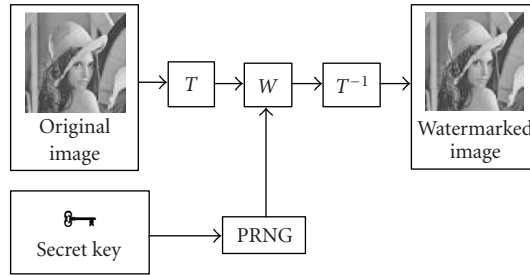 Original
image
T
W
T⁻¹
Watermarked
image
Secret key
PRNG